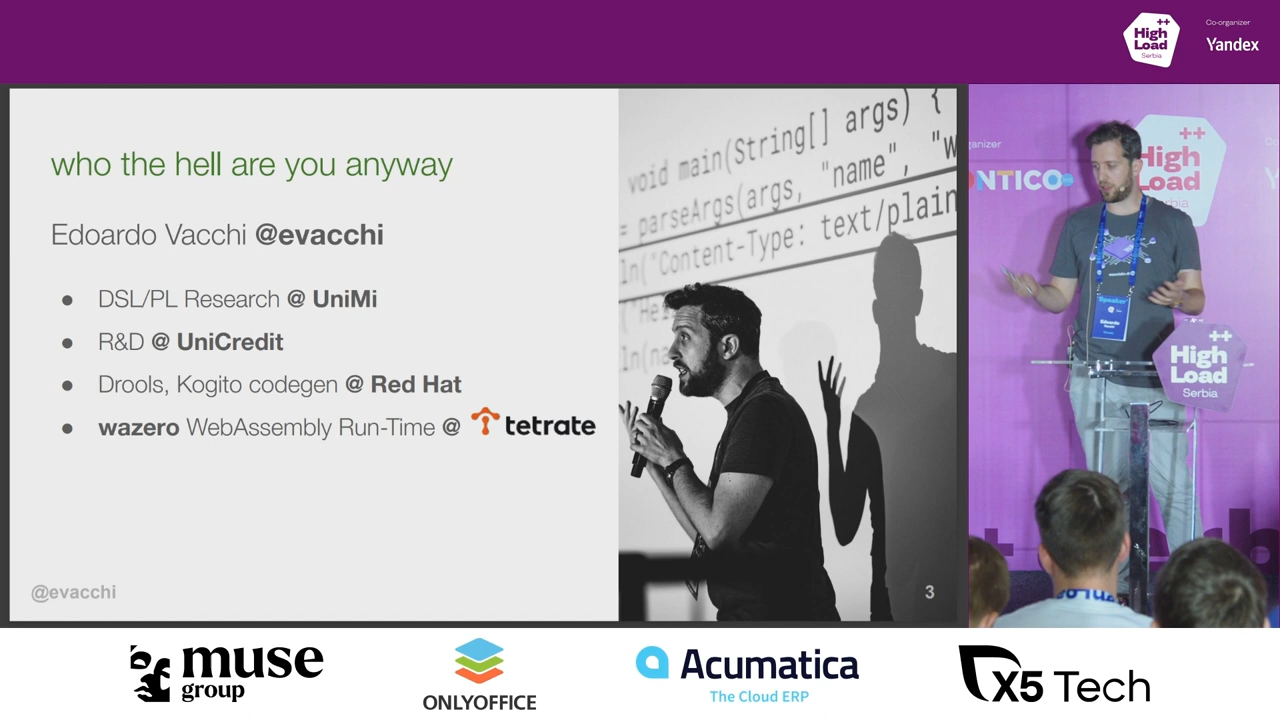 ++
High
Load
Serbia
Co-organizer
Yandex
who the hell are you anyway
Edoardo Vacchi @evacchi
● DSL/PL Research @ UniMi
● R&D @ UniCredit
● Drools, Kogito codegen @ Red Hat
● wazero WebAssembly Run-Time @ tetrate
@evacchi
3
void main(String[] args) {
= parseArgs(args, "name", "w
ln("Content-Type: text/plain
ganizer
NTICO
++
High
Load
Serbia
Speaker
Edoardo
++
High
Load
Serbia
muse
group
ONLYOFFICE
Acumatica
The Cloud ERP
X5 Tech